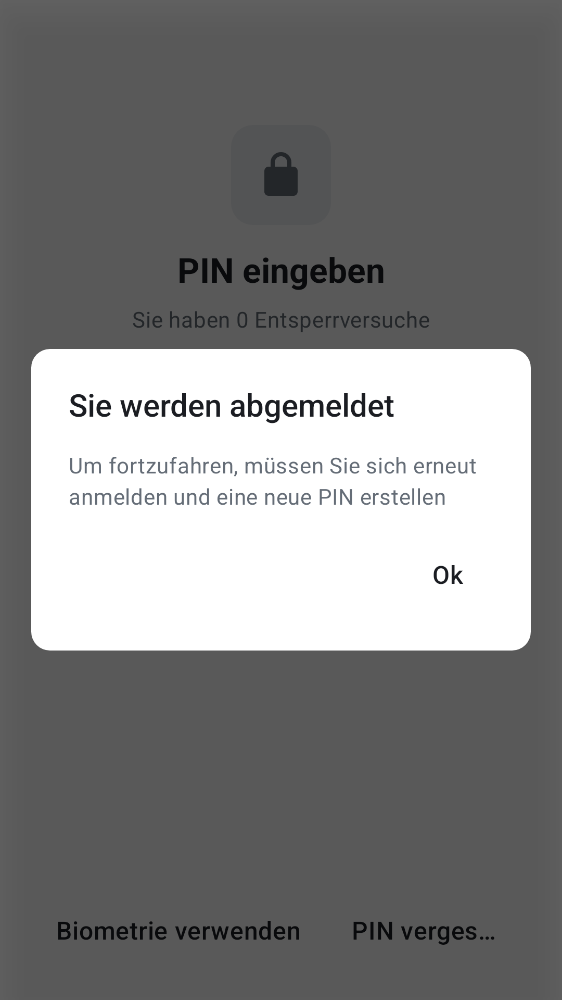 PIN eingeben
Sie haben 0 Entsperrversuche
Sie werden abgemeldet
Um fortzufahren, müssen Sie sich erneut
anmelden und eine neue PIN erstellen
Ok
Biometrie verwenden PIN verges...